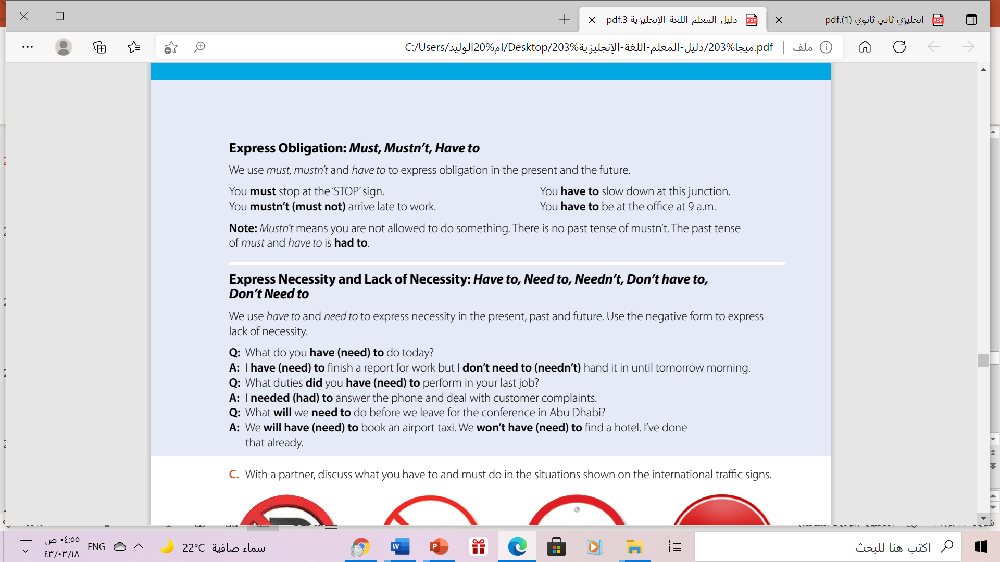 دليل-المعلم-اللغة-الإنجليزية 3.pdf
انجليزي ثاني ثانوي (1).pdf
ملف
C:/Users/ام%20الوليد/Desktop/ميجا%203/دليل-المعلم-اللغة-الإنجليزية%203.pdf
Express Obligation: Must, Mustn’t, Have to
We use must, mustn’t and have to to express obligation in the present and the future.
You must stop at the ‘STOP’ sign.
You have to slow down at this junction.
You mustn’t (must not) arrive late to work.
You have to be at the office at 9 a.m.
Note: Mustn’t means you are not allowed to do something. There is no past tense of mustn’t. The past tense
of must and have to is had to.
Express Necessity and Lack of Necessity: Have to, Need to, Needn’t, Don’t have to,
Don’t Need to
We use have to and need to to express necessity in the present, past and future. Use the negative form to express
lack of necessity.
Q: What do you have (need) to do today?
A: I have (need) to finish a report for work but I don’t need to (needn’t) hand it in until tomorrow morning.
Q: What duties did you have (need) to perform in your last job?
A: I needed (had) to answer the phone and deal with customer complaints.
Q: What will we need to do before we leave for the conference in Abu Dhabi?
A: We will have (need) to book an airport taxi. We won’t have (need) to find a hotel. I’ve done
that already.
C. With a partner, discuss what you have to and must do in the situations shown on the international traffic signs.
٠٤:٥٥ ص
٤٣/٠٣/١٨
ENG
22°C سماء صافية
اكتب هنا للبحث